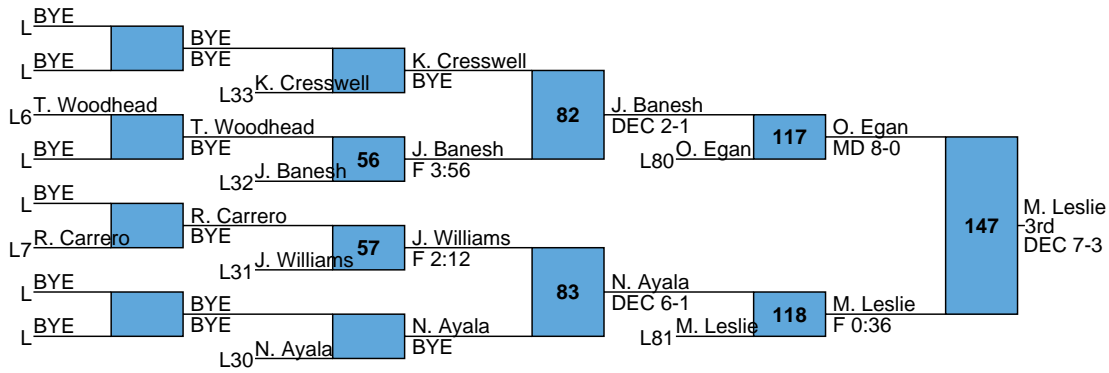 L BYE
BYE
BYE
L BYE
K. Cresswell
BYE
L33 K. Cresswell
L6 T. Woodhead
T. Woodhead
BYE
L BYE
56
J. Banesh
F 3:56
L32 J. Banesh
82
J. Banesh
DEC 2-1
117
O. Egan
MD 8-0
L80 O. Egan
L BYE
R. Carrero
BYE
L7 R. Carrero
57
J. Williams
F 2:12
L31 J. Williams
83
N. Ayala
DEC 6-1
L BYE
BYE
BYE
L BYE
N. Ayala
BYE
L30 N. Ayala
118
M. Leslie
F 0:36
L81 M. Leslie
147
M. Leslie
3rd
DEC 7-3